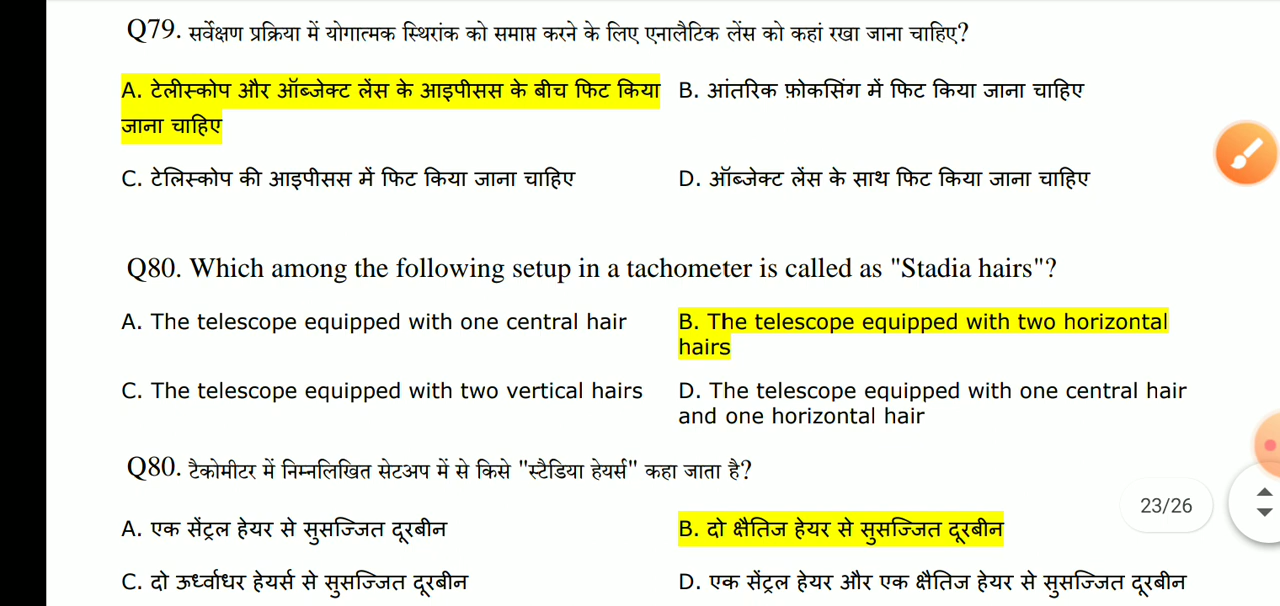 Q79. सर्वेक्षण प्रक्रिया में योगात्मक स्थिरांक को समाप्त करने के लिए एनालैटिक लेंस को कहां रखा जाना चाहिए?
A. टेलीस्कोप और ऑब्जेक्ट लेंस के आइपीसस के बीच फिट किया
जाना चाहिए
B. आंतरिक फ़ोकसिंग में फिट किया जाना चाहिए
C. टेलिस्कोप की आइपीसस में फिट किया जाना चाहिए
D. ऑब्जेक्ट लेंस के साथ फिट किया जाना चाहिए
Q80. Which among the following setup in a tachometer is called as "Stadia hairs"?
A. The telescope equipped with one central hair
B. The telescope equipped with two horizontal
hairs
C. The telescope equipped with two vertical hairs
D. The telescope equipped with one central hair
and one horizontal hair
Q80. टैकोमीटर में निम्नलिखित सेटअप में से किसे "स्टैडिया हेयर्स" कहा जाता है?
A. एक सेंट्रल हेयर से सुसज्जित दूरबीन
B. दो क्षैतिज हेयर से सुसज्जित दूरबीन
C. दो ऊर्ध्वाधर हेयर्स से सुसज्जित दूरबीन
D. एक सेंट्रल हेयर और एक क्षैतिज हेयर से सुसज्जित दूरबीन
23/26